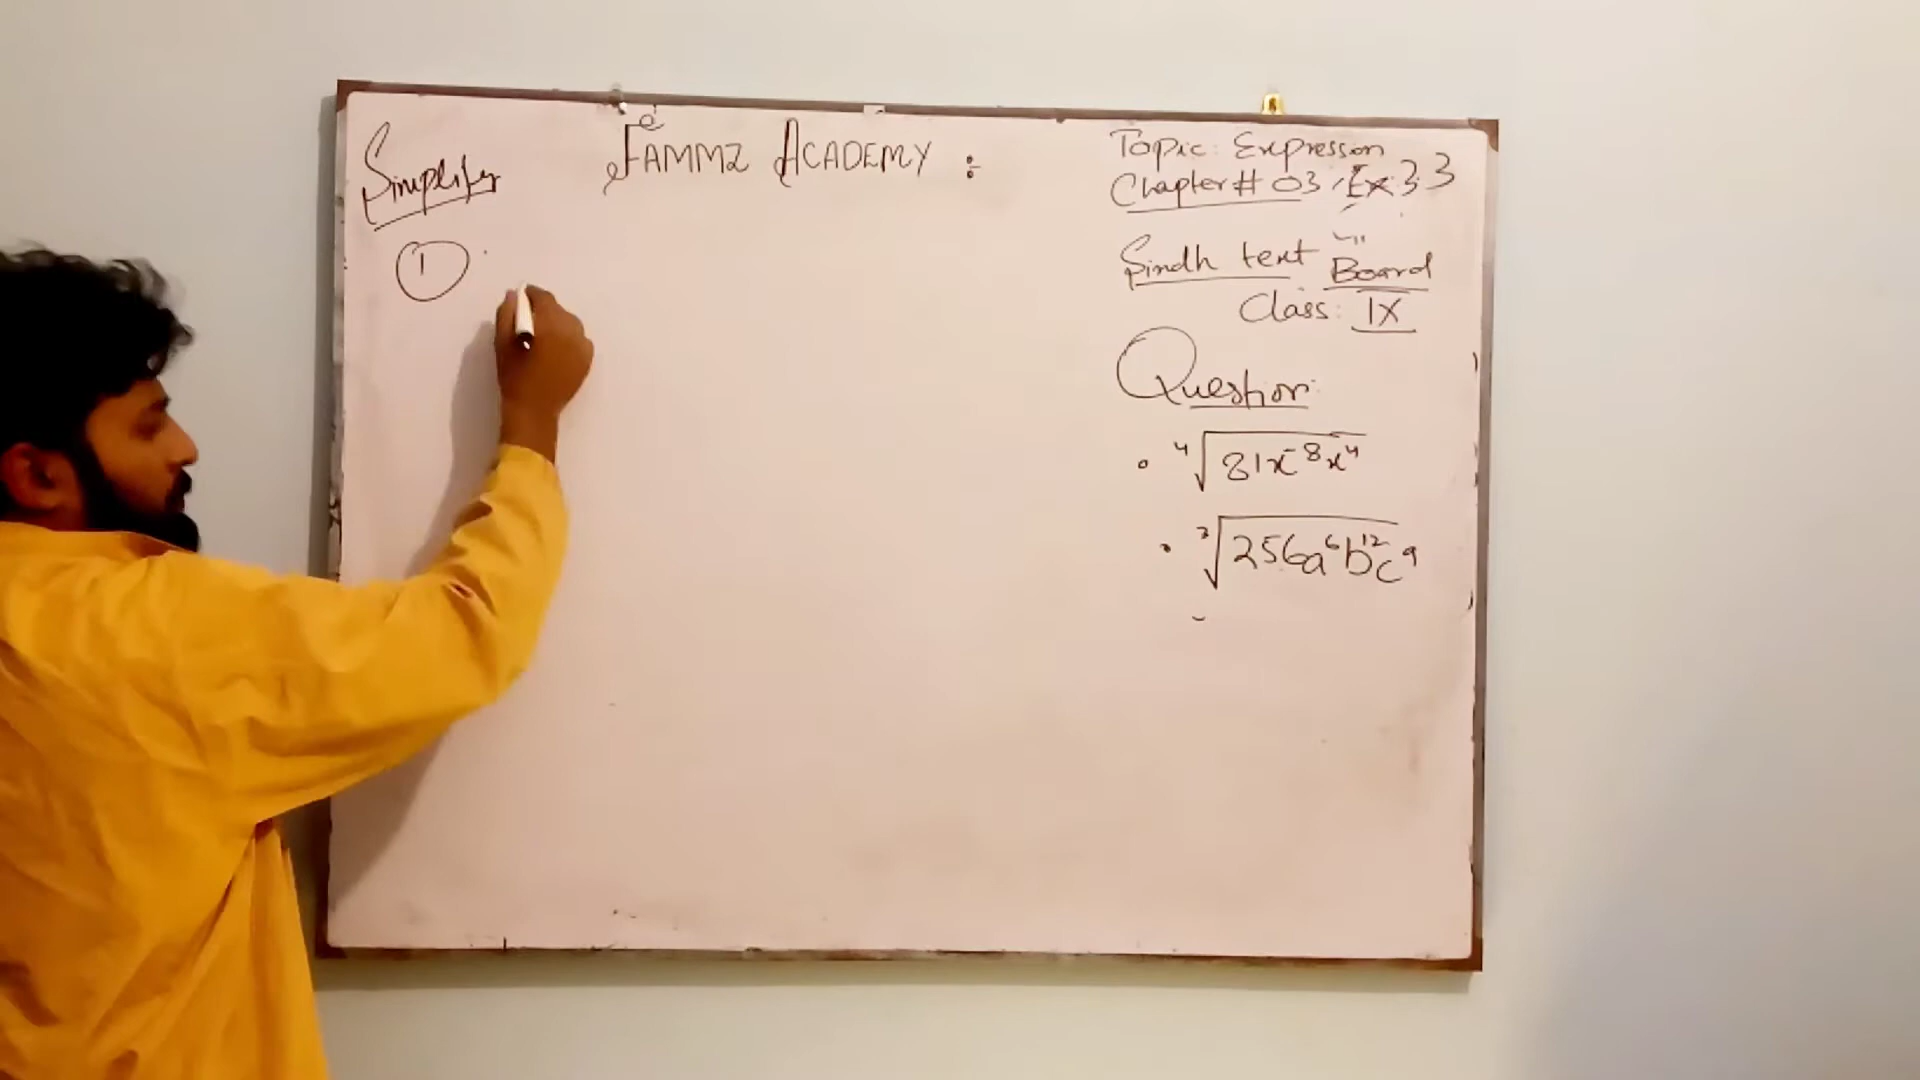 Simplify
FAMMZ ACADEMY :
Topic: Expression
Chapter # 03, Ex 3.3
Sindh text Board
Class: IX
①
Question:
• ⁴√81x⁻⁸x⁴
• ³√256a⁶b¹²c⁹